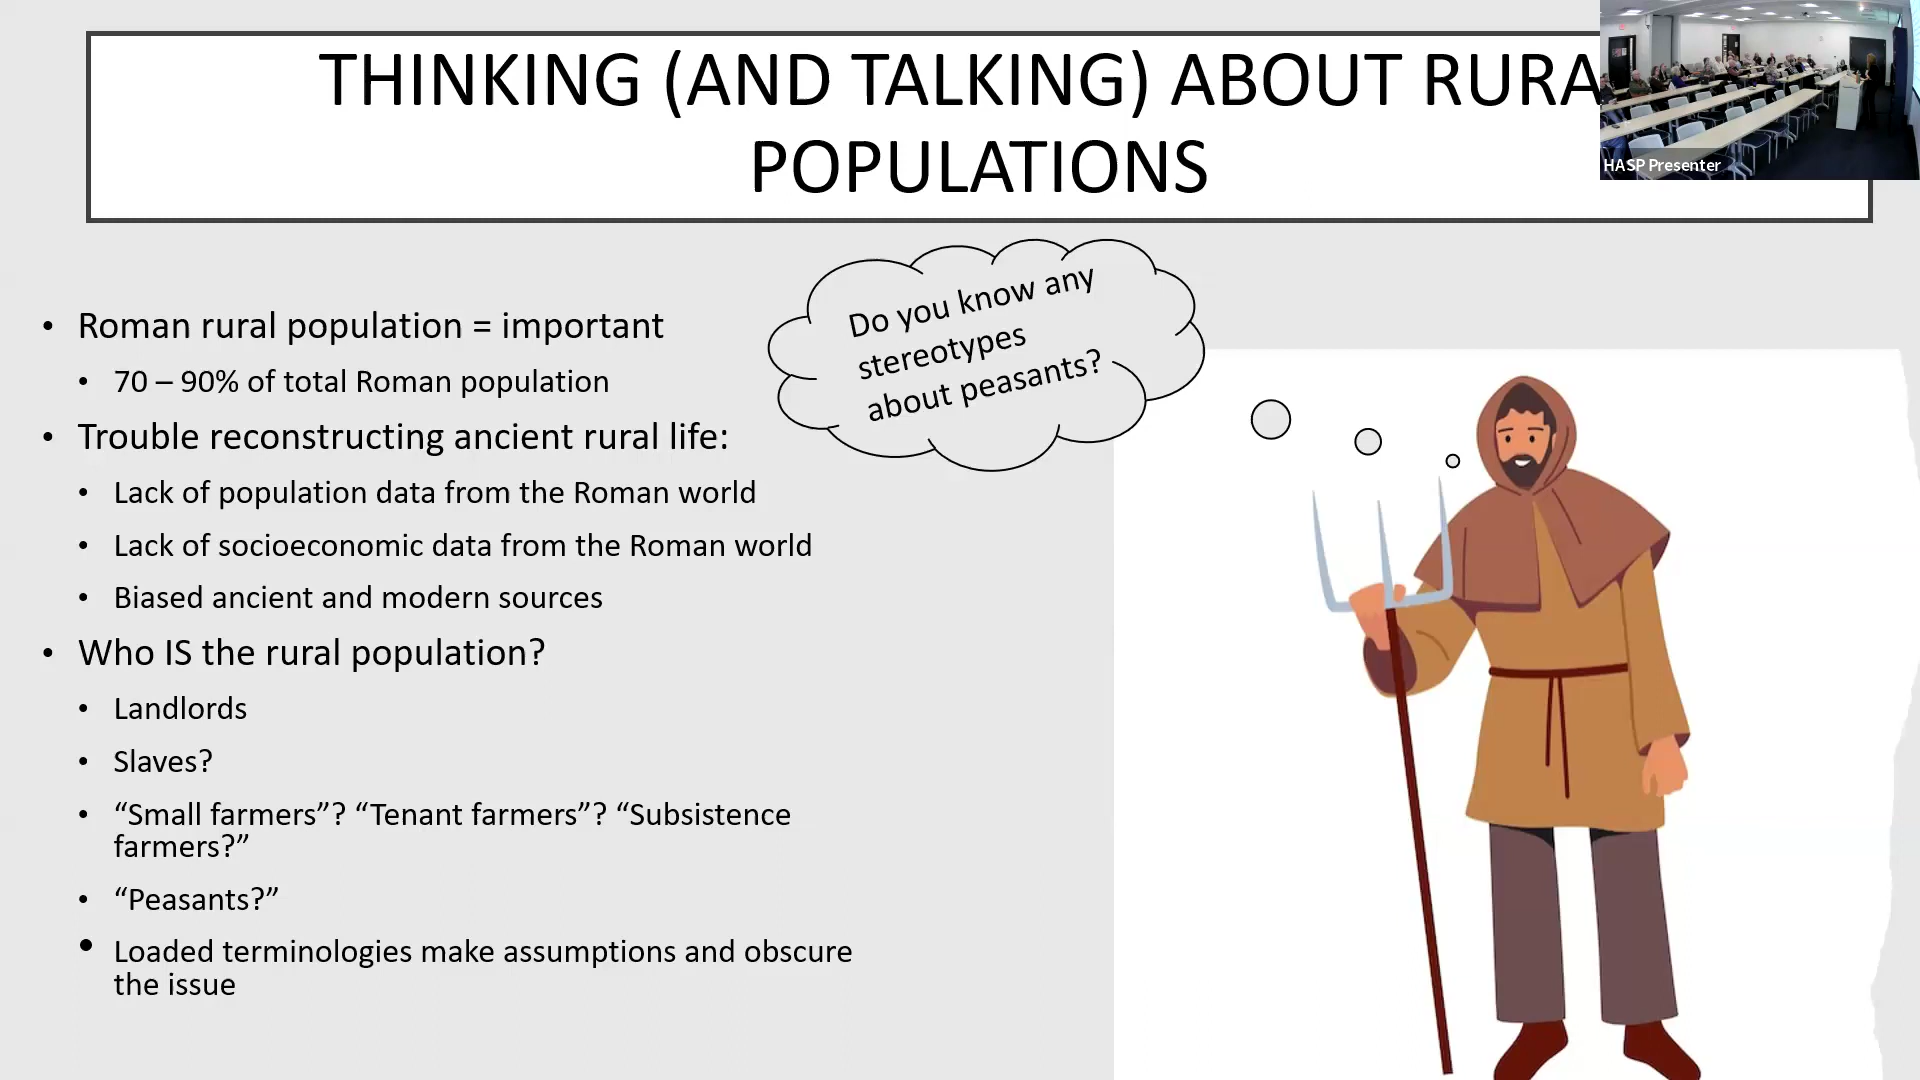 THINKING (AND TALKING) ABOUT RURA
POPULATIONS
HASP Presenter
Do you know any
stereotypes
about peasants?
• Roman rural population = important
• 70 – 90% of total Roman population
• Trouble reconstructing ancient rural life:
• Lack of population data from the Roman world
• Lack of socioeconomic data from the Roman world
• Biased ancient and modern sources
• Who IS the rural population?
• Landlords
• Slaves?
• “Small farmers”? “Tenant farmers”? “Subsistence
farmers?”
• “Peasants?”
• Loaded terminologies make assumptions and obscure
the issue